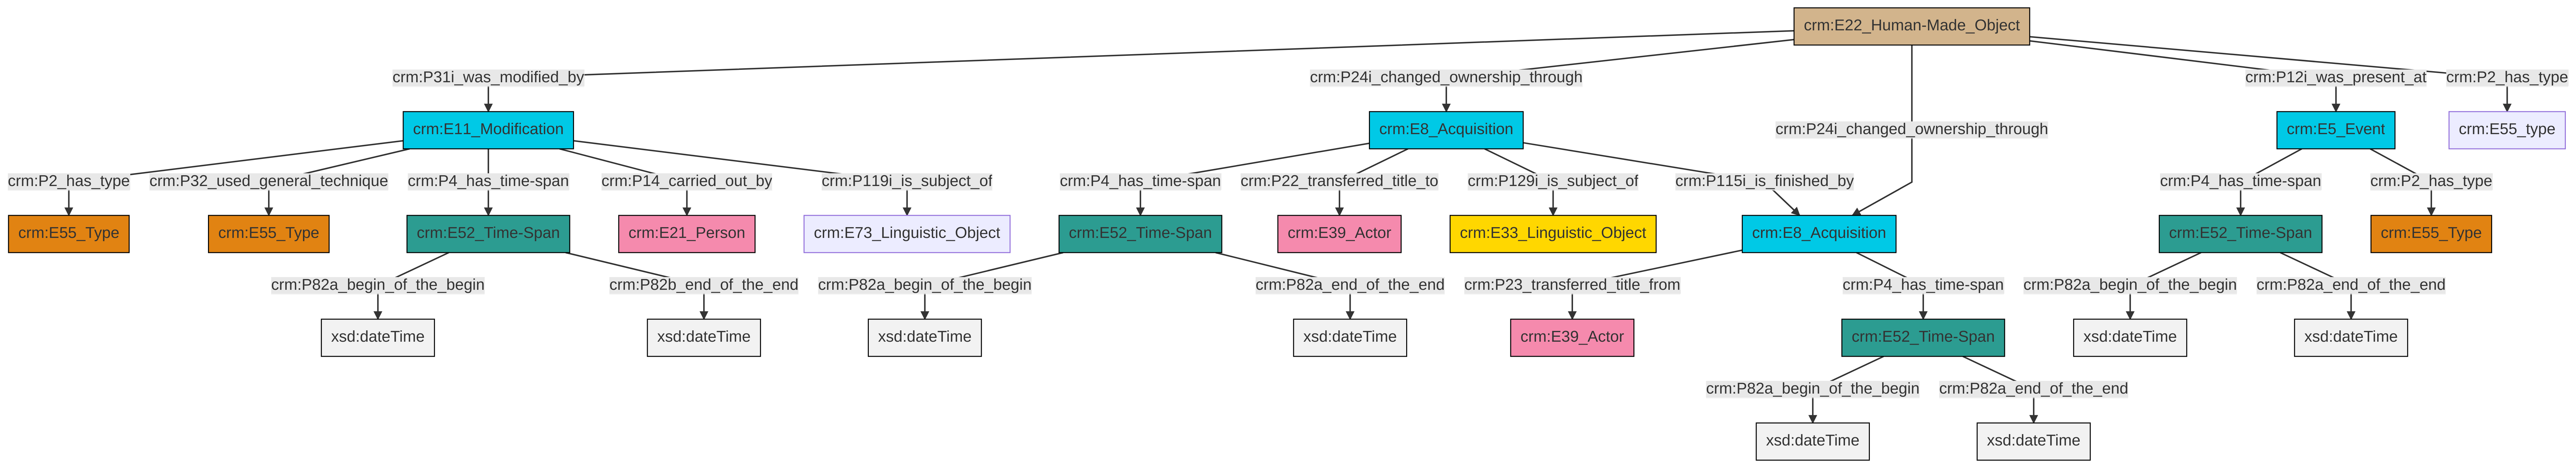 crm:E22_Human-Made_Object
crm:P31i_was_modified_by
crm:P24i_changed_ownership_through
crm:P24i_changed_ownership_through
crm:P12i_was_present_at
crm:P2_has_type
crm:E11_Modification
crm:E8_Acquisition
crm:E5_Event
crm:E55_type
crm:P2_has_type
crm:P32_used_general_technique
crm:P4_has_time-span
crm:P14_carried_out_by
crm:P119i_is_subject_of
crm:P4_has_time-span
crm:P22_transferred_title_to
crm:P129i_is_subject_of
crm:P115i_is_finished_by
crm:P4_has_time-span
crm:P2_has_type
crm:E55_Type
crm:E55_Type
crm:E52_Time-Span
crm:E21_Person
crm:E73_Linguistic_Object
crm:E52_Time-Span
crm:E39_Actor
crm:E33_Linguistic_Object
crm:E8_Acquisition
crm:E52_Time-Span
crm:E55_Type
crm:P82a_begin_of_the_begin
crm:P82b_end_of_the_end
crm:P82a_begin_of_the_begin
crm:P82a_end_of_the_end
crm:P23_transferred_title_from
crm:P4_has_time-span
crm:P82a_begin_of_the_begin
crm:P82a_end_of_the_end
xsd:dateTime
xsd:dateTime
xsd:dateTime
xsd:dateTime
crm:E39_Actor
crm:E52_Time-Span
xsd:dateTime
xsd:dateTime
crm:P82a_begin_of_the_begin
crm:P82a_end_of_the_end
xsd:dateTime
xsd:dateTime